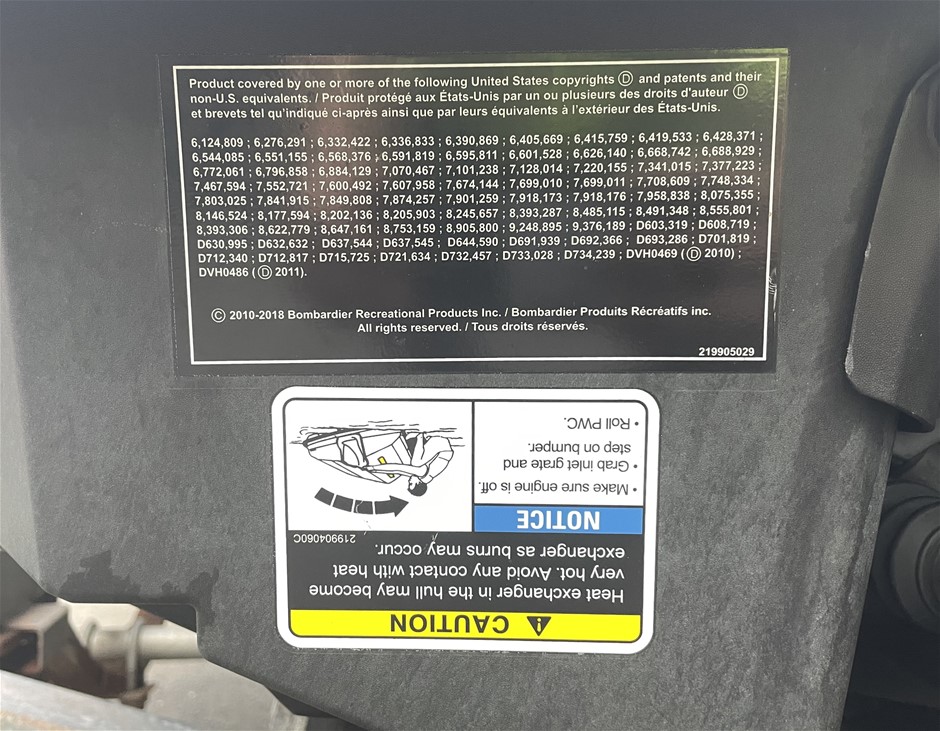 Product covered by one or more of the following United States copyrights Ⓓ and patents and their
non-U.S. equivalents. / Produit protégé aux États-Unis par un ou plusieurs des droits d'auteur Ⓓ
et brevets tel qu'indiqué ci-après ainsi que par leurs équivalents à l'extérieur des États-Unis.
6,124,809 ; 6,276,291 ; 6,332,422 ; 6,336,833 ; 6,390,869 ; 6,405,669 ; 6,415,759 ; 6,419,533 ; 6,428,371 ;
6,544,085 ; 6,551,155 ; 6,568,376 ; 6,591,819 ; 6,595,811 ; 6,601,528 ; 6,626,140 ; 6,668,742 ; 6,688,929 ;
6,772,061 ; 6,796,858 ; 6,884,129 ; 7,070,467 ; 7,101,238 ; 7,128,014 ; 7,220,155 ; 7,341,015 ; 7,377,223 ;
7,467,594 ; 7,552,721 ; 7,600,492 ; 7,607,958 ; 7,674,144 ; 7,699,010 ; 7,699,011 ; 7,708,609 ; 7,748,334 ;
7,803,025 ; 7,841,915 ; 7,849,808 ; 7,874,257 ; 7,901,259 ; 7,918,173 ; 7,918,176 ; 7,958,838 ; 8,075,355 ;
8,146,524 ; 8,177,594 ; 8,202,136 ; 8,205,903 ; 8,245,657 ; 8,393,287 ; 8,485,115 ; 8,491,348 ; 8,555,801 ;
8,393,306 ; 8,622,779 ; 8,647,161 ; 8,753,159 ; 8,905,800 ; 9,248,895 ; 9,376,189 ; D603,319 ; D608,719 ;
D630,995 ; D632,632 ; D637,544 ; D637,545 ; D644,590 ; D691,939 ; D692,366 ; D693,286 ; D701,819 ;
D712,340 ; D712,817 ; D715,725 ; D721,634 ; D732,457 ; D733,028 ; D734,239 ; DVH0469 ( Ⓓ 2010) ;
DVH0486 ( Ⓓ 2011).
© 2010-2018 Bombardier Recreational Products Inc. / Bombardier Produits Récréatifs inc.
All rights reserved. / Tous droits réservés.
219905029
CAUTION
Heat exchanger in the hull may become
very hot. Avoid any contact with heat
exchanger as burns may occur.
219904060C
NOTICE
• Make sure engine is off.
• Grab inlet grate and
step on bumper.
• Roll PWC.